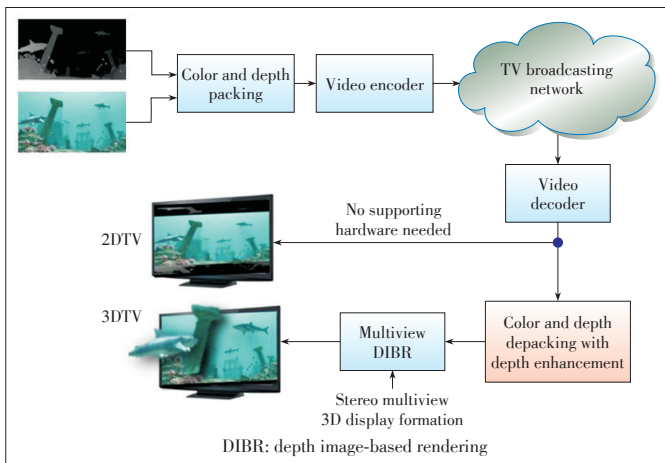 Color and depth
packing
Video encoder
TV broadcasting
network
Video
decoder
No supporting
hardware needed
2DTV
3DTV
Multiview
DIBR
Color and depth
depacking with
depth enhancement
Stereo multiview
3D display formation
DIBR: depth image-based rendering